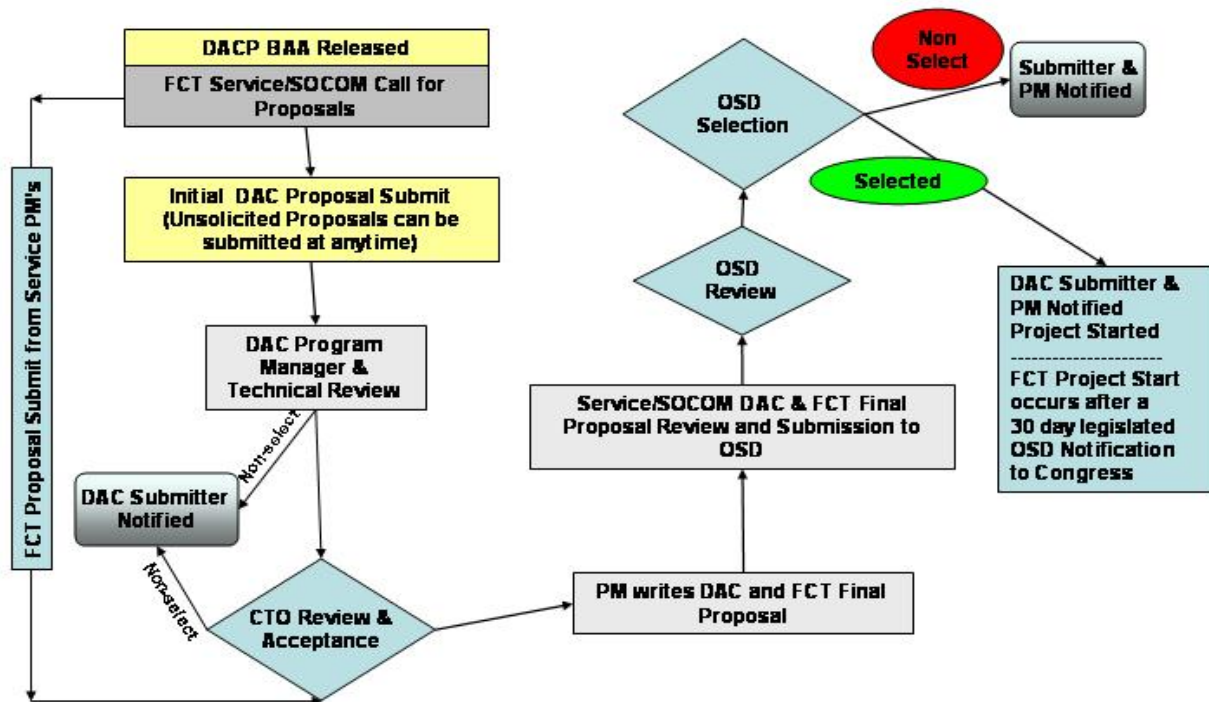 DACP BAA Released
FCT Service/SOCOM Call for
Proposals
FCT Proposal Submit from Service PM's
Initial DAC Proposal Submit
(Unsolicited Proposals can be
submitted at anytime)
DAC Program
Manager &
Technical Review
Non-select
DAC Submitter
Notified
Non-select
CTO Review &
Acceptance
PM writes DAC and FCT Final
Proposal
Service/SOCOM DAC & FCT Final
Proposal Review and Submission to
OSD
OSD
Review
OSD
Selection
Non
Select
Submitter &
PM Notified
Selected
DAC Submitter &
PM Notified
Project Started
-----------------------
FCT Project Start
occurs after a
30 day legislated
OSD Notification
to Congress